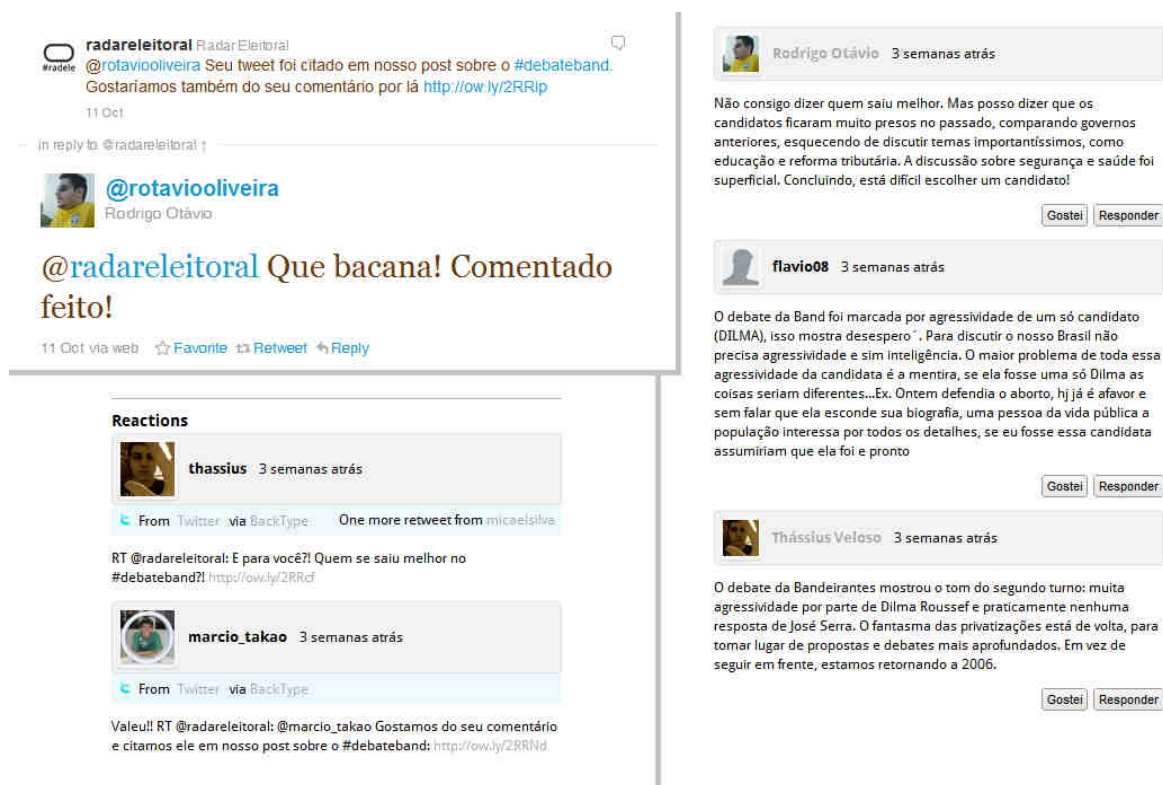 radareleitoral Radar Eleitoral
#radele
@rotaviooliveira Seu tweet foi citado em nosso post sobre o #debateband.
Gostaríamos também do seu comentário por lá http://ow.ly/2RRip
11 Oct
in reply to @radareleitoral ↑
@rotaviooliveira
Rodrigo Otávio
@radareleitoral Que bacana! Comentado
feito!
11 Oct via web Favorite Retweet Reply
Reactions
thassius 3 semanas atrás
From Twitter via BackType One more retweet from micaelsilva
RT @radareleitoral: E para você?! Quem se saiu melhor no
#debateband?! http://ow.ly/2RRcf
marcio_takao 3 semanas atrás
From Twitter via BackType
Valeu!! RT @radareleitoral: @marcio_takao Gostamos do seu comentário
e citamos ele em nosso post sobre o #debateband: http://ow.ly/2RRNd
Rodrigo Otávio 3 semanas atrás
Não consigo dizer quem saiu melhor. Mas posso dizer que os
candidatos ficaram muito presos no passado, comparando governos
anteriores, esquecendo de discutir temas importantíssimos, como
educação e reforma tributária. A discussão sobre segurança e saúde foi
superficial. Concluindo, está difícil escolher um candidato!
Gostei Responder
flavio08 3 semanas atrás
O debate da Band foi marcada por agressividade de um só candidato
(DILMA), isso mostra desespero´. Para discutir o nosso Brasil não
precisa agressividade e sim inteligência. O maior problema de toda essa
agressividade da candidata é a mentira, se ela fosse uma só Dilma as
coisas seriam diferentes...Ex. Ontem defendia o aborto, hj já é afavor e
sem falar que ela esconde sua biografia, uma pessoa da vida pública a
população interessa por todos os detalhes, se eu fosse essa candidata
assumiriam que ela foi e pronto
Gostei Responder
Thássius Veloso 3 semanas atrás
O debate da Bandeirantes mostrou o tom do segundo turno: muita
agressividade por parte de Dilma Roussef e praticamente nenhuma
resposta de José Serra. O fantasma das privatizações está de volta, para
tomar lugar de propostas e debates mais aprofundados. Em vez de
seguir em frente, estamos retornando a 2006.
Gostei Responder